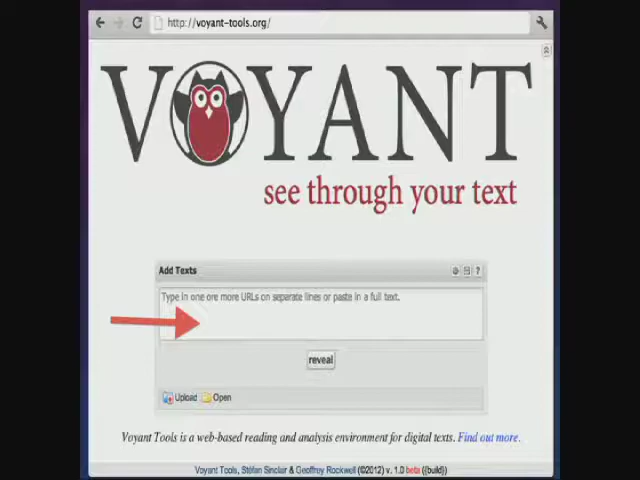 http://voyant-tools.org/
VOYANT
see through your text
Add Texts
Type in one ore more URLs on separate lines or paste in a full text.
reveal
Upload Open
Voyant Tools is a web-based reading and analysis environment for digital texts. Find out more.
Voyant Tools, Stéfan Sinclair & Geoffrey Rockwell (©2012) v. 1.0 beta ({build})